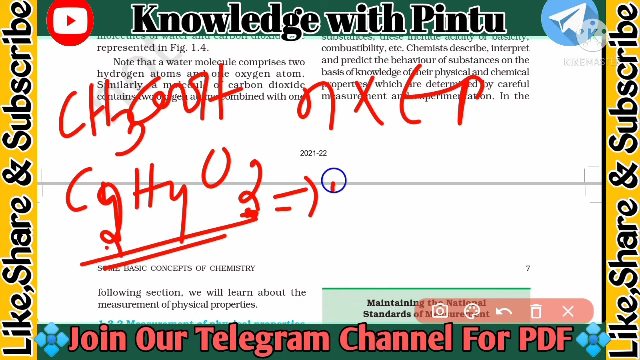 Knowledge with Pintu
molecules of water and carbon dioxide
represented in Fig. 1.4.
Note that a water molecule comprises two
hydrogen atoms and one oxygen atom.
Similarly, a molecule of carbon dioxide
contains two oxygen atoms combined with one
substances, these include acidity or basicity,
combustibility, etc. Chemists describe, interpret
and predict the behaviour of substances on the
basis of knowledge of their physical and chemical
properties, which are determined by careful
measurement and experimentation. In the
CH3COOH
2021-22
SOME BASIC CONCEPTS OF CHEMISTRY
7
following section, we will learn about the
measurement of physical properties.
Maintaining the National
Standards of Measurement
Like,Share & Subscribe
Like,Share & Subscribe
Join Our Telegram Channel For PDF